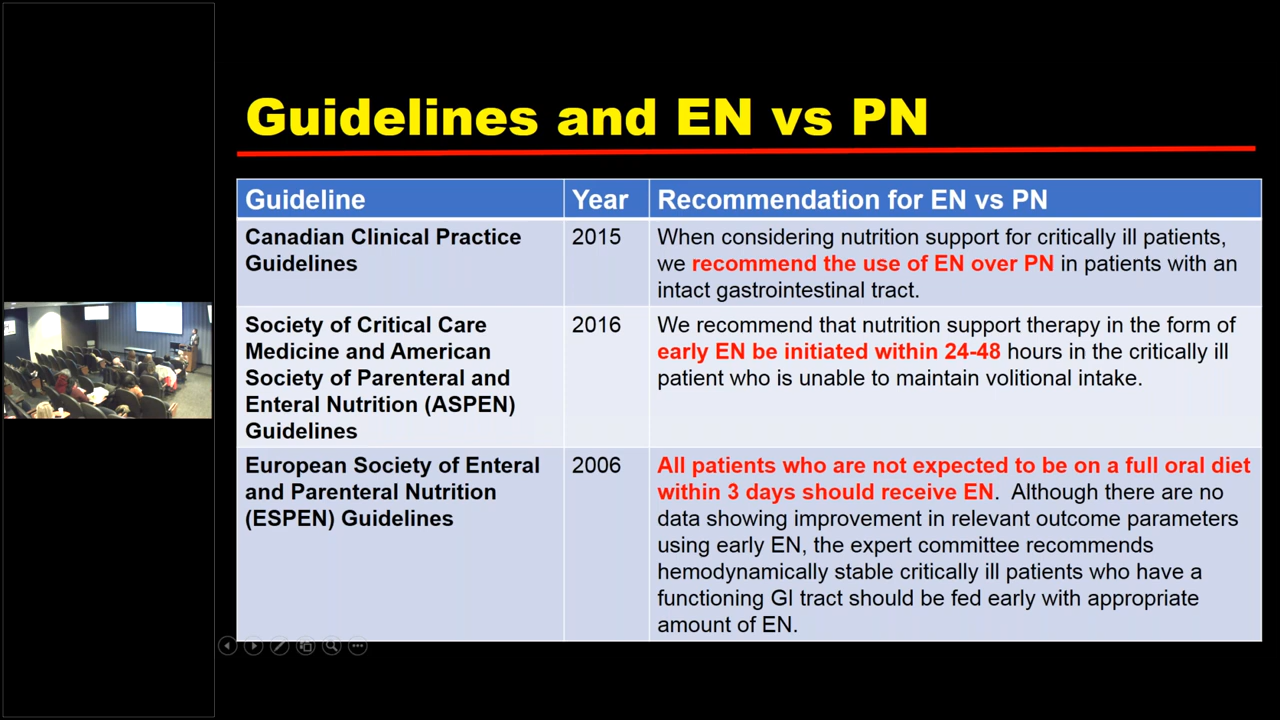 Guidelines and EN vs PN
Guideline
Year
Recommendation for EN vs PN
Canadian Clinical Practice
Guidelines
2015
When considering nutrition support for critically ill patients,
we recommend the use of EN over PN in patients with an
intact gastrointestinal tract.
Society of Critical Care
Medicine and American
Society of Parenteral and
Enteral Nutrition (ASPEN)
Guidelines
2016
We recommend that nutrition support therapy in the form of
early EN be initiated within 24-48 hours in the critically ill
patient who is unable to maintain volitional intake.
European Society of Enteral
and Parenteral Nutrition
(ESPEN) Guidelines
2006
All patients who are not expected to be on a full oral diet
within 3 days should receive EN. Although there are no
data showing improvement in relevant outcome parameters
using early EN, the expert committee recommends
hemodynamically stable critically ill patients who have a
functioning GI tract should be fed early with appropriate
amount of EN.